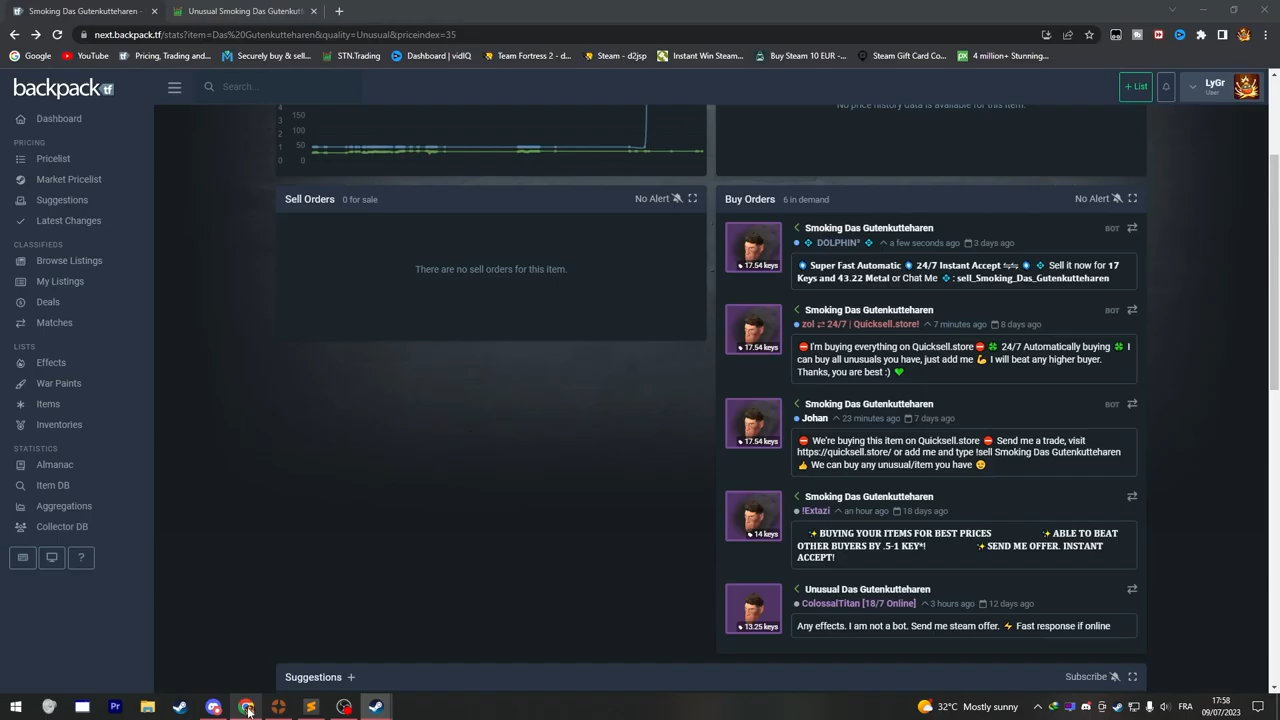 Smoking Das Gutenkutteharen -
Unusual Smoking Das Gutenkutt
next.backpack.tf/stats?item=Das%20Gutenkutteharen&quality=Unusual&priceindex=35
Google
YouTube
Pricing, Trading and...
Securely buy & sell...
STN.Trading
Dashboard | vidIQ
Team Fortress 2 - d...
Steam - d2jsp
Instant Win Steam...
Buy Steam 10 EUR -...
Steam Gift Card Co...
4 million+ Stunning...
backpack tf
Search...
+ List
LyGr
User
Dashboard
PRICING
Pricelist
Market Pricelist
Suggestions
Latest Changes
CLASSIFIEDS
Browse Listings
My Listings
Deals
Matches
LISTS
Effects
War Paints
Items
Inventories
STATISTICS
Almanac
Item DB
Aggregations
Collector DB
?
4
3
2
1
0
150
100
50
0
No price history data is available for this item.
Sell Orders 0 for sale
No Alert
There are no sell orders for this item.
Buy Orders 6 in demand
No Alert
Smoking Das Gutenkutteharen
BOT
💠 DOLPHIN³ 💠 a few seconds ago 3 days ago
17.54 keys
Super Fast Automatic 24/7 Instant Accept ⇋⇋ 💠 Sell it now for 17
Keys and 43.22 Metal or Chat Me 💠: sell_Smoking_Das_Gutenkutteharen
Smoking Das Gutenkutteharen
BOT
zol ⇄ 24/7 | Quicksell.store! 7 minutes ago 8 days ago
17.54 keys
⛔I'm buying everything on Quicksell.store⛔ 🍀 24/7 Automatically buying 🍀 I
can buy all unusuals you have, just add me 💪 I will beat any higher buyer.
Thanks, you are best :) 💚
Smoking Das Gutenkutteharen
BOT
Johan 23 minutes ago 7 days ago
17.54 keys
⛔ We're buying this item on Quicksell.store ⛔ Send me a trade, visit
https://quicksell.store/ or add me and type !sell Smoking Das Gutenkutteharen
👍 We can buy any unusual/item you have 😉
Smoking Das Gutenkutteharen
!Extazi an hour ago 18 days ago
14 keys
✨BUYING YOUR ITEMS FOR BEST PRICES ✨ABLE TO BEAT
OTHER BUYERS BY .5-1 KEY*! ✨SEND ME OFFER. INSTANT
ACCEPT!
Unusual Das Gutenkutteharen
ColossalTitan [18/7 Online] 3 hours ago 12 days ago
13.25 keys
Any effects. I am not a bot. Send me steam offer. ⚡ Fast response if online
Suggestions +
Subscribe
Pr
32°C Mostly sunny
FRA
17:58
09/07/2023